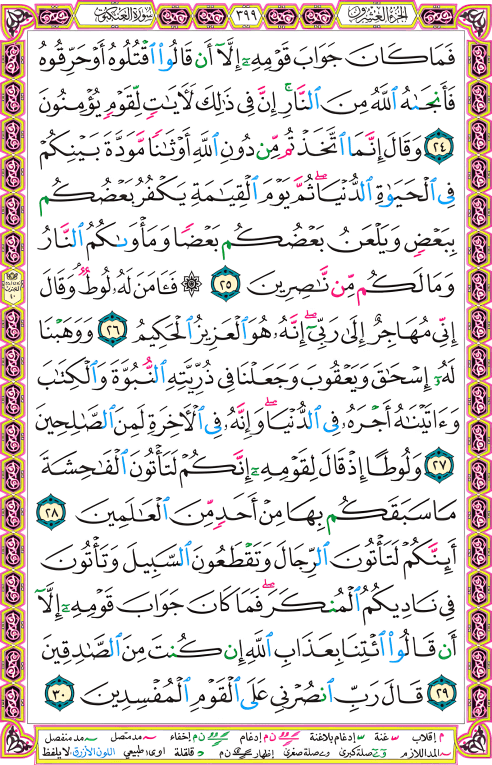 الجزء العشرون ٣٩٩ سورة العنكبوت
فَمَا كَانَ جَوَابَ قَوْمِهِۦٓ إِلَّآ أَن قَالُوا۟ ٱقْتُلُوهُ أَوْ حَرِّقُوهُ
فَأَنجَىٰهُ ٱللَّهُ مِنَ ٱلنَّارِ ۚ إِنَّ فِى ذَٰلِكَ لَـَٔايَـٰتٍ لِّقَوْمٍ يُؤْمِنُونَ
﴿٢٤﴾ وَقَالَ إِنَّمَا ٱتَّخَذْتُم مِّن دُونِ ٱللَّهِ أَوْثَـٰنًا مَّوَدَّةَ بَيْنِكُمْ
فِى ٱلْحَيَوٰةِ ٱلدُّنْيَا ۖ ثُمَّ يَوْمَ ٱلْقِيَـٰمَةِ يَكْفُرُ بَعْضُكُم
بِبَعْضٍ وَيَلْعَنُ بَعْضُكُم بَعْضًا وَمَأْوَىٰكُمُ ٱلنَّارُ
وَمَا لَكُم مِّن نَّـٰصِرِينَ ﴿٢٥﴾ ۞ فَـَٔامَنَ لَهُۥ لُوطٌ ۘ وَقَالَ
إِنِّى مُهَاجِرٌ إِلَىٰ رَبِّىٓ ۖ إِنَّهُۥ هُوَ ٱلْعَزِيزُ ٱلْحَكِيمُ ﴿٢٦﴾ وَوَهَبْنَا
لَهُۥٓ إِسْحَـٰقَ وَيَعْقُوبَ وَجَعَلْنَا فِى ذُرِّيَّتِهِ ٱلنُّبُوَّةَ وَٱلْكِتَـٰبَ
وَءَاتَيْنَـٰهُ أَجْرَهُۥ فِى ٱلدُّنْيَا ۖ وَإِنَّهُۥ فِى ٱلْـَٔاخِرَةِ لَمِنَ ٱلصَّـٰلِحِينَ
﴿٢٧﴾ وَلُوطًا إِذْ قَالَ لِقَوْمِهِۦٓ إِنَّكُمْ لَتَأْتُونَ ٱلْفَـٰحِشَةَ
مَا سَبَقَكُم بِهَا مِنْ أَحَدٍ مِّنَ ٱلْعَـٰلَمِينَ ﴿٢٨﴾
أَئِنَّكُمْ لَتَأْتُونَ ٱلرِّجَالَ وَتَقْطَعُونَ ٱلسَّبِيلَ وَتَأْتُونَ
فِى نَادِيكُمُ ٱلْمُنكَرَ ۖ فَمَا كَانَ جَوَابَ قَوْمِهِۦٓ إِلَّآ
أَن قَالُوا۟ ٱئْتِنَا بِعَذَابِ ٱللَّهِ إِن كُنتَ مِنَ ٱلصَّـٰدِقِينَ
﴿٢٩﴾ قَالَ رَبِّ ٱنصُرْنِى عَلَى ٱلْقَوْمِ ٱلْمُفْسِدِينَ ﴿٣٠﴾
م إقلاب غنة إدغام بلاغنة ن م إدغام ن م إخفاء مد متصل مد منفصل
المد اللازم صلة كبرى صلة صغرى إظهار ن م قلقلة طبيعي اللون الأزرق لا يلفظ